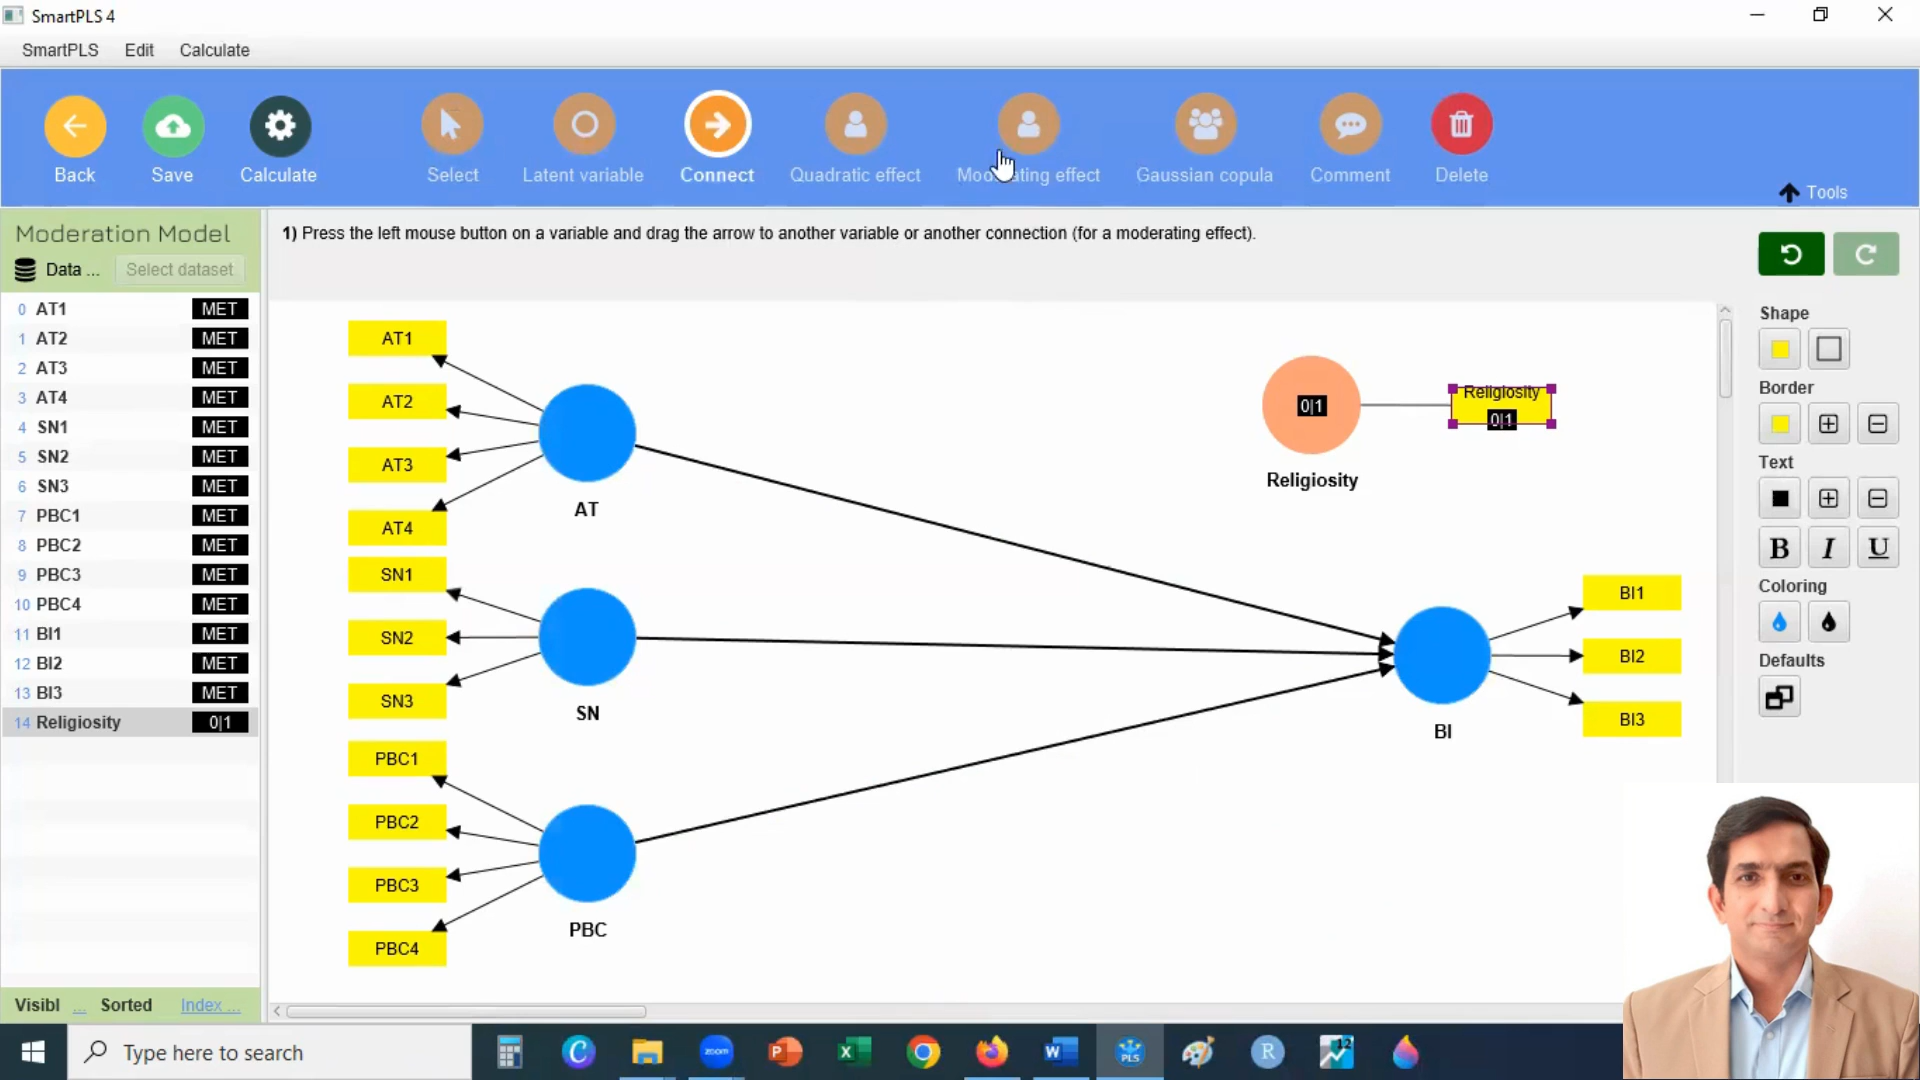 SmartPLS 4
SmartPLS Edit Calculate
Back Save Calculate Select Latent variable Connect Quadratic effect Moderating effect Gaussian copula Comment Delete
Tools
Moderation Model
Data ... Select dataset
1) Press the left mouse button on a variable and drag the arrow to another variable or another connection (for a moderating effect).
0 AT1 MET
1 AT2 MET
2 AT3 MET
3 AT4 MET
4 SN1 MET
5 SN2 MET
6 SN3 MET
7 PBC1 MET
8 PBC2 MET
9 PBC3 MET
10 PBC4 MET
11 BI1 MET
12 BI2 MET
13 BI3 MET
14 Religiosity 0|1
Visibl ... Sorted Index ...
AT1
AT2
AT3
AT4
AT
SN1
SN2
SN3
SN
PBC1
PBC2
PBC3
PBC4
PBC
0|1
Religiosity
Religiosity
0|1
BI
BI1
BI2
BI3
Shape
Border
Text
B I U
Coloring
Defaults
Type here to search
C zoom P X W PLS R 12